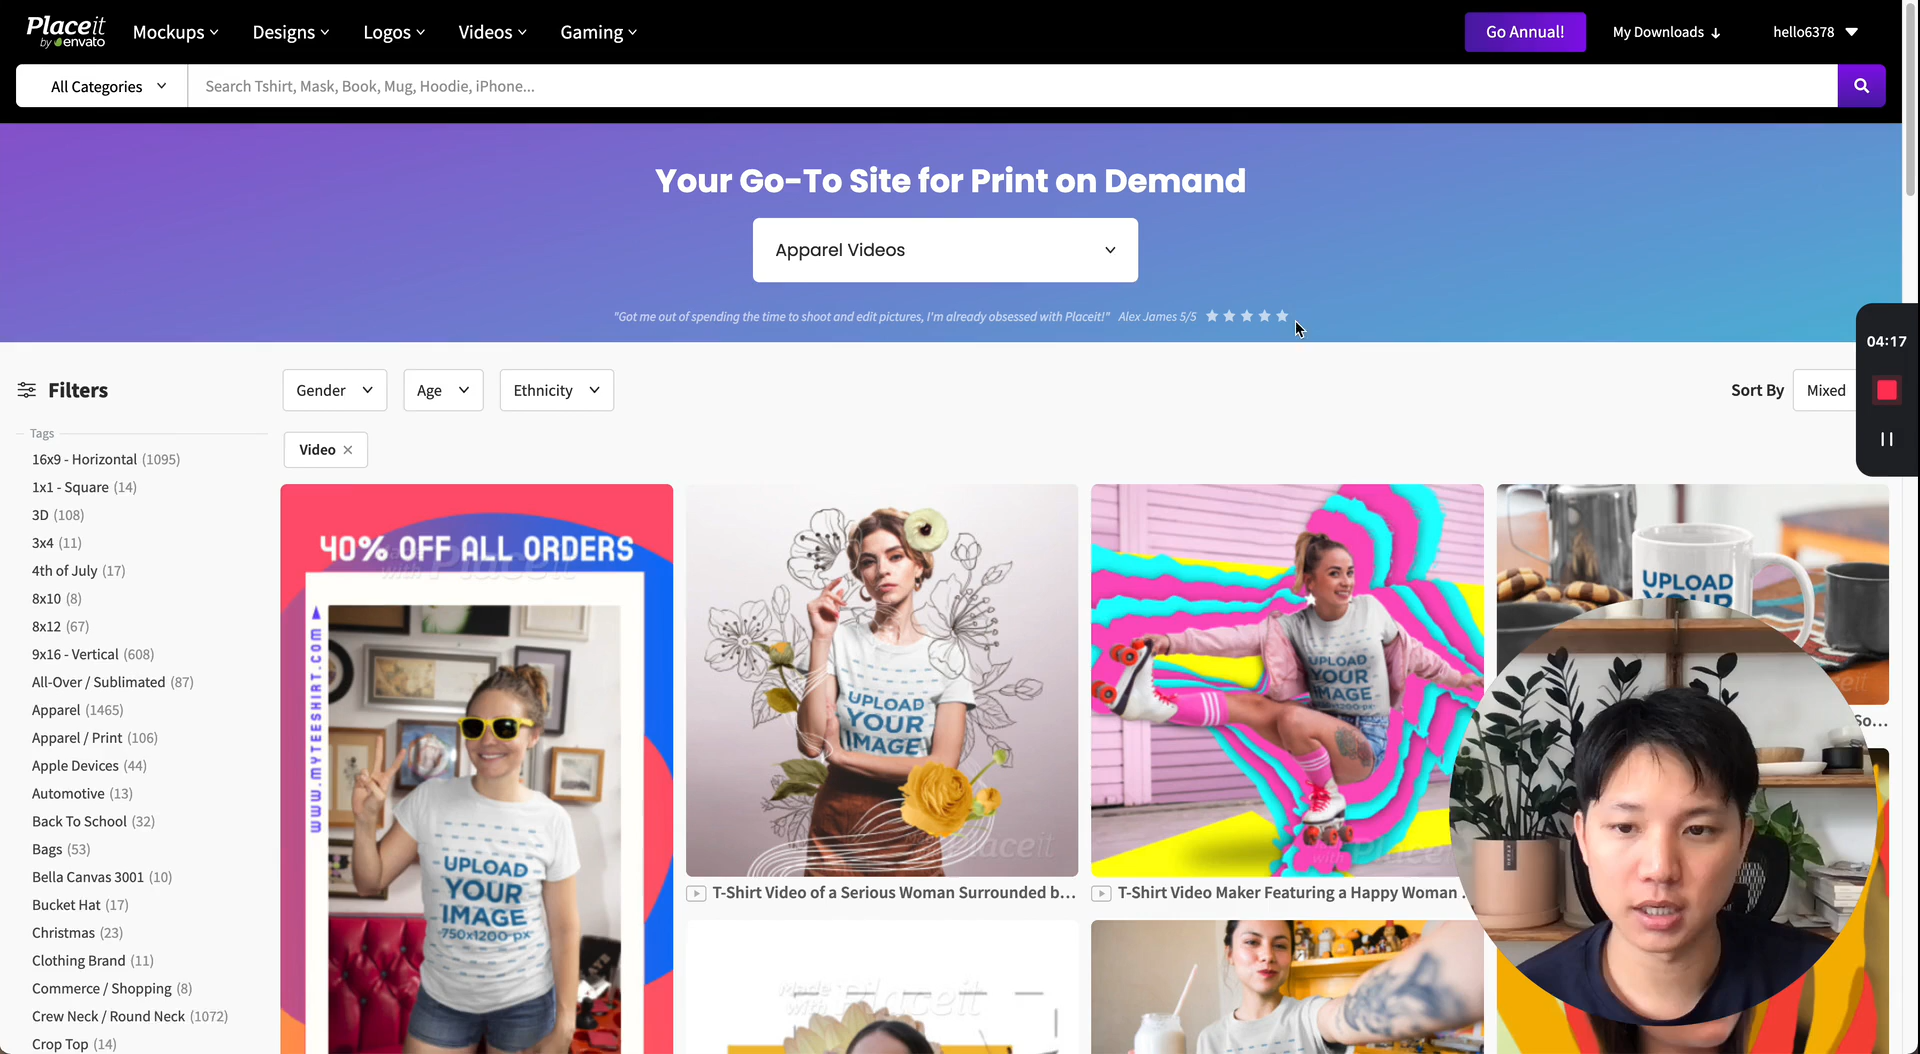 Placeit
by envato
Mockups
Designs
Logos
Videos
Gaming
Go Annual!
My Downloads
hello6378
All Categories
Search Tshirt, Mask, Book, Mug, Hoodie, iPhone...
Your Go-To Site for Print on Demand
Apparel Videos
"Got me out of spending the time to shoot and edit pictures, I'm already obsessed with Placeit!" Alex James 5/5
04:17
Filters
Gender
Age
Ethnicity
Sort By
Mixed
Tags
Video
16x9 - Horizontal (1095)
1x1 - Square (14)
3D (108)
3x4 (11)
4th of July (17)
8x10 (8)
8x12 (67)
9x16 - Vertical (608)
All-Over / Sublimated (87)
Apparel (1465)
Apparel / Print (106)
Apple Devices (44)
Automotive (13)
Back To School (32)
Bags (53)
Bella Canvas 3001 (10)
Bucket Hat (17)
Christmas (23)
Clothing Brand (11)
Commerce / Shopping (8)
Crew Neck / Round Neck (1072)
Crop Top (14)
40% OFF ALL ORDERS
Made with Placeit
WWW.MYTEESHIRT.COM
UPLOAD
YOUR
IMAGE
750x1200 px
UPLOAD
YOUR
IMAGE
T-Shirt Video of a Serious Woman Surrounded b...
UPLOAD
YOUR
IMAGE
T-Shirt Video Maker Featuring a Happy Woman
UPLOAD
YOUR
So...
Made
with Placeit